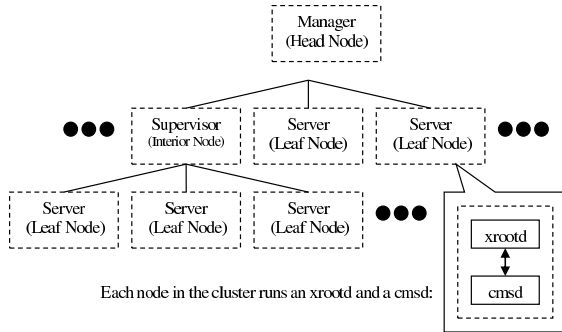 Manager
(Head Node)
Supervisor
(Interior Node)
Server
(Leaf Node)
Server
(Leaf Node)
Server
(Leaf Node)
Server
(Leaf Node)
Server
(Leaf Node)
xrootd
cmsd
Each node in the cluster runs an xrootd and a cmsd: